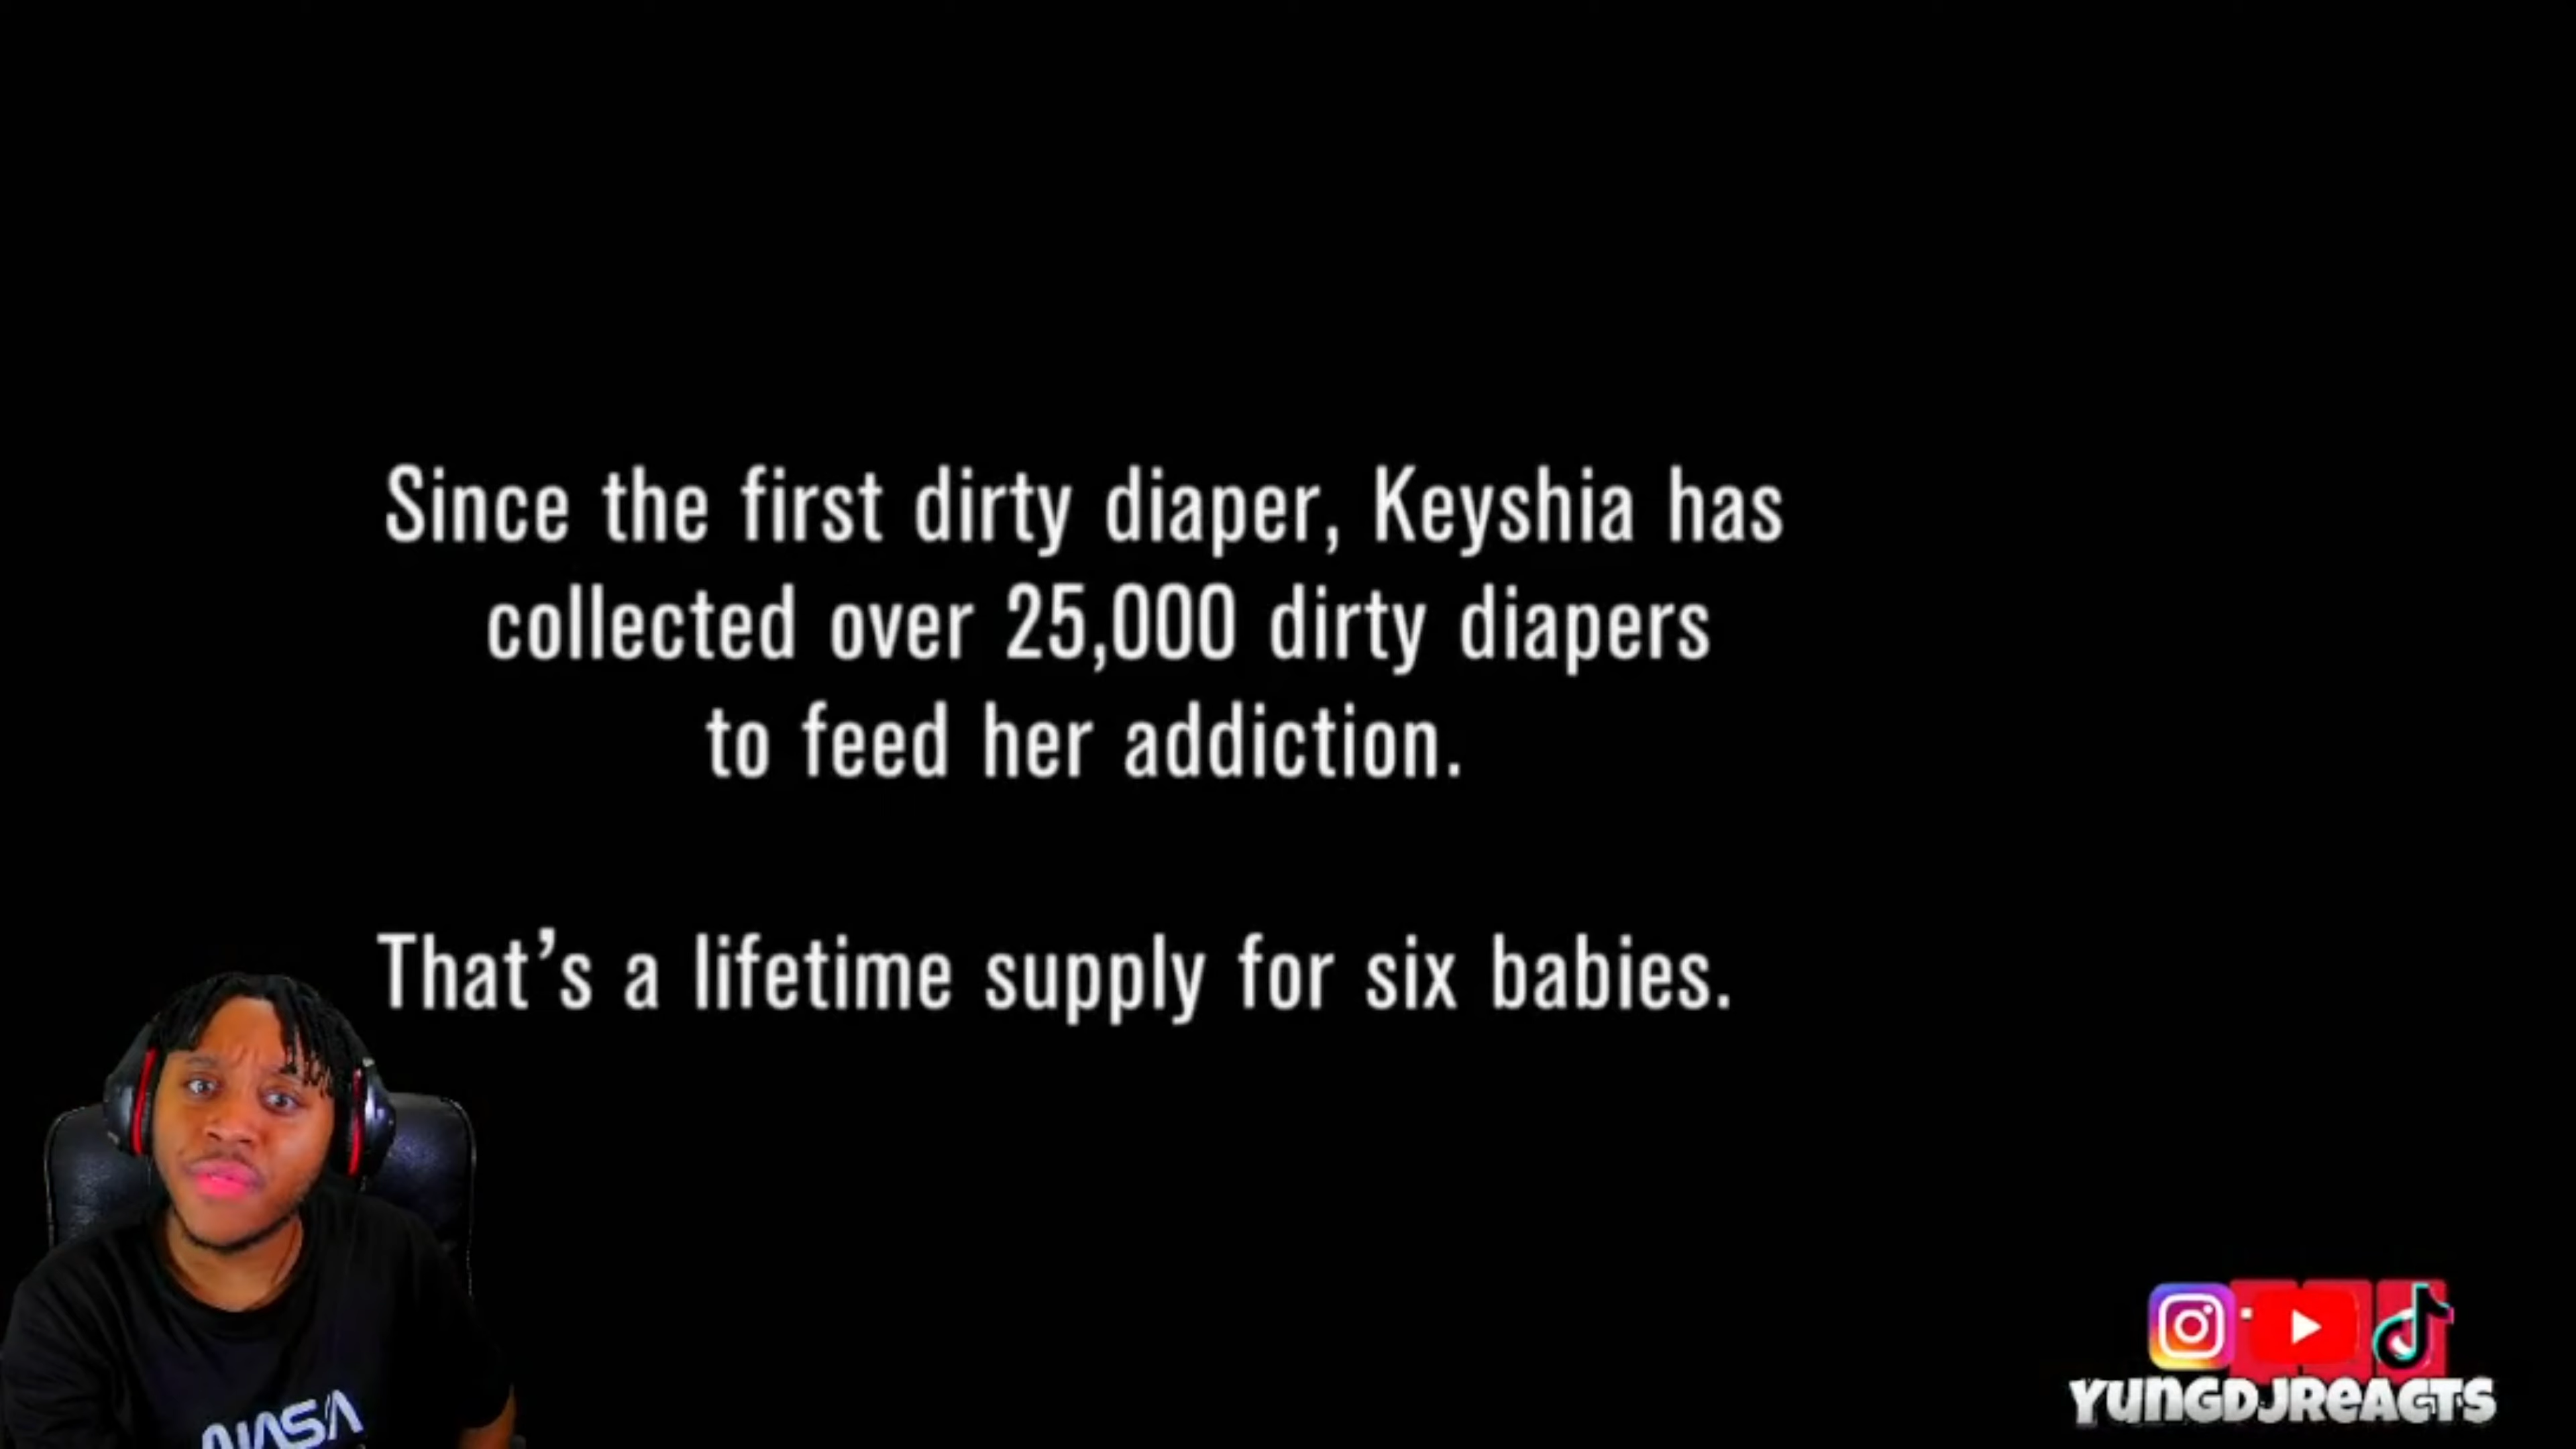 Since the first dirty diaper, Keyshia has
collected over 25,000 dirty diapers
to feed her addiction.
That’s a lifetime supply for six babies.
NASA
YUNGDJREACTS